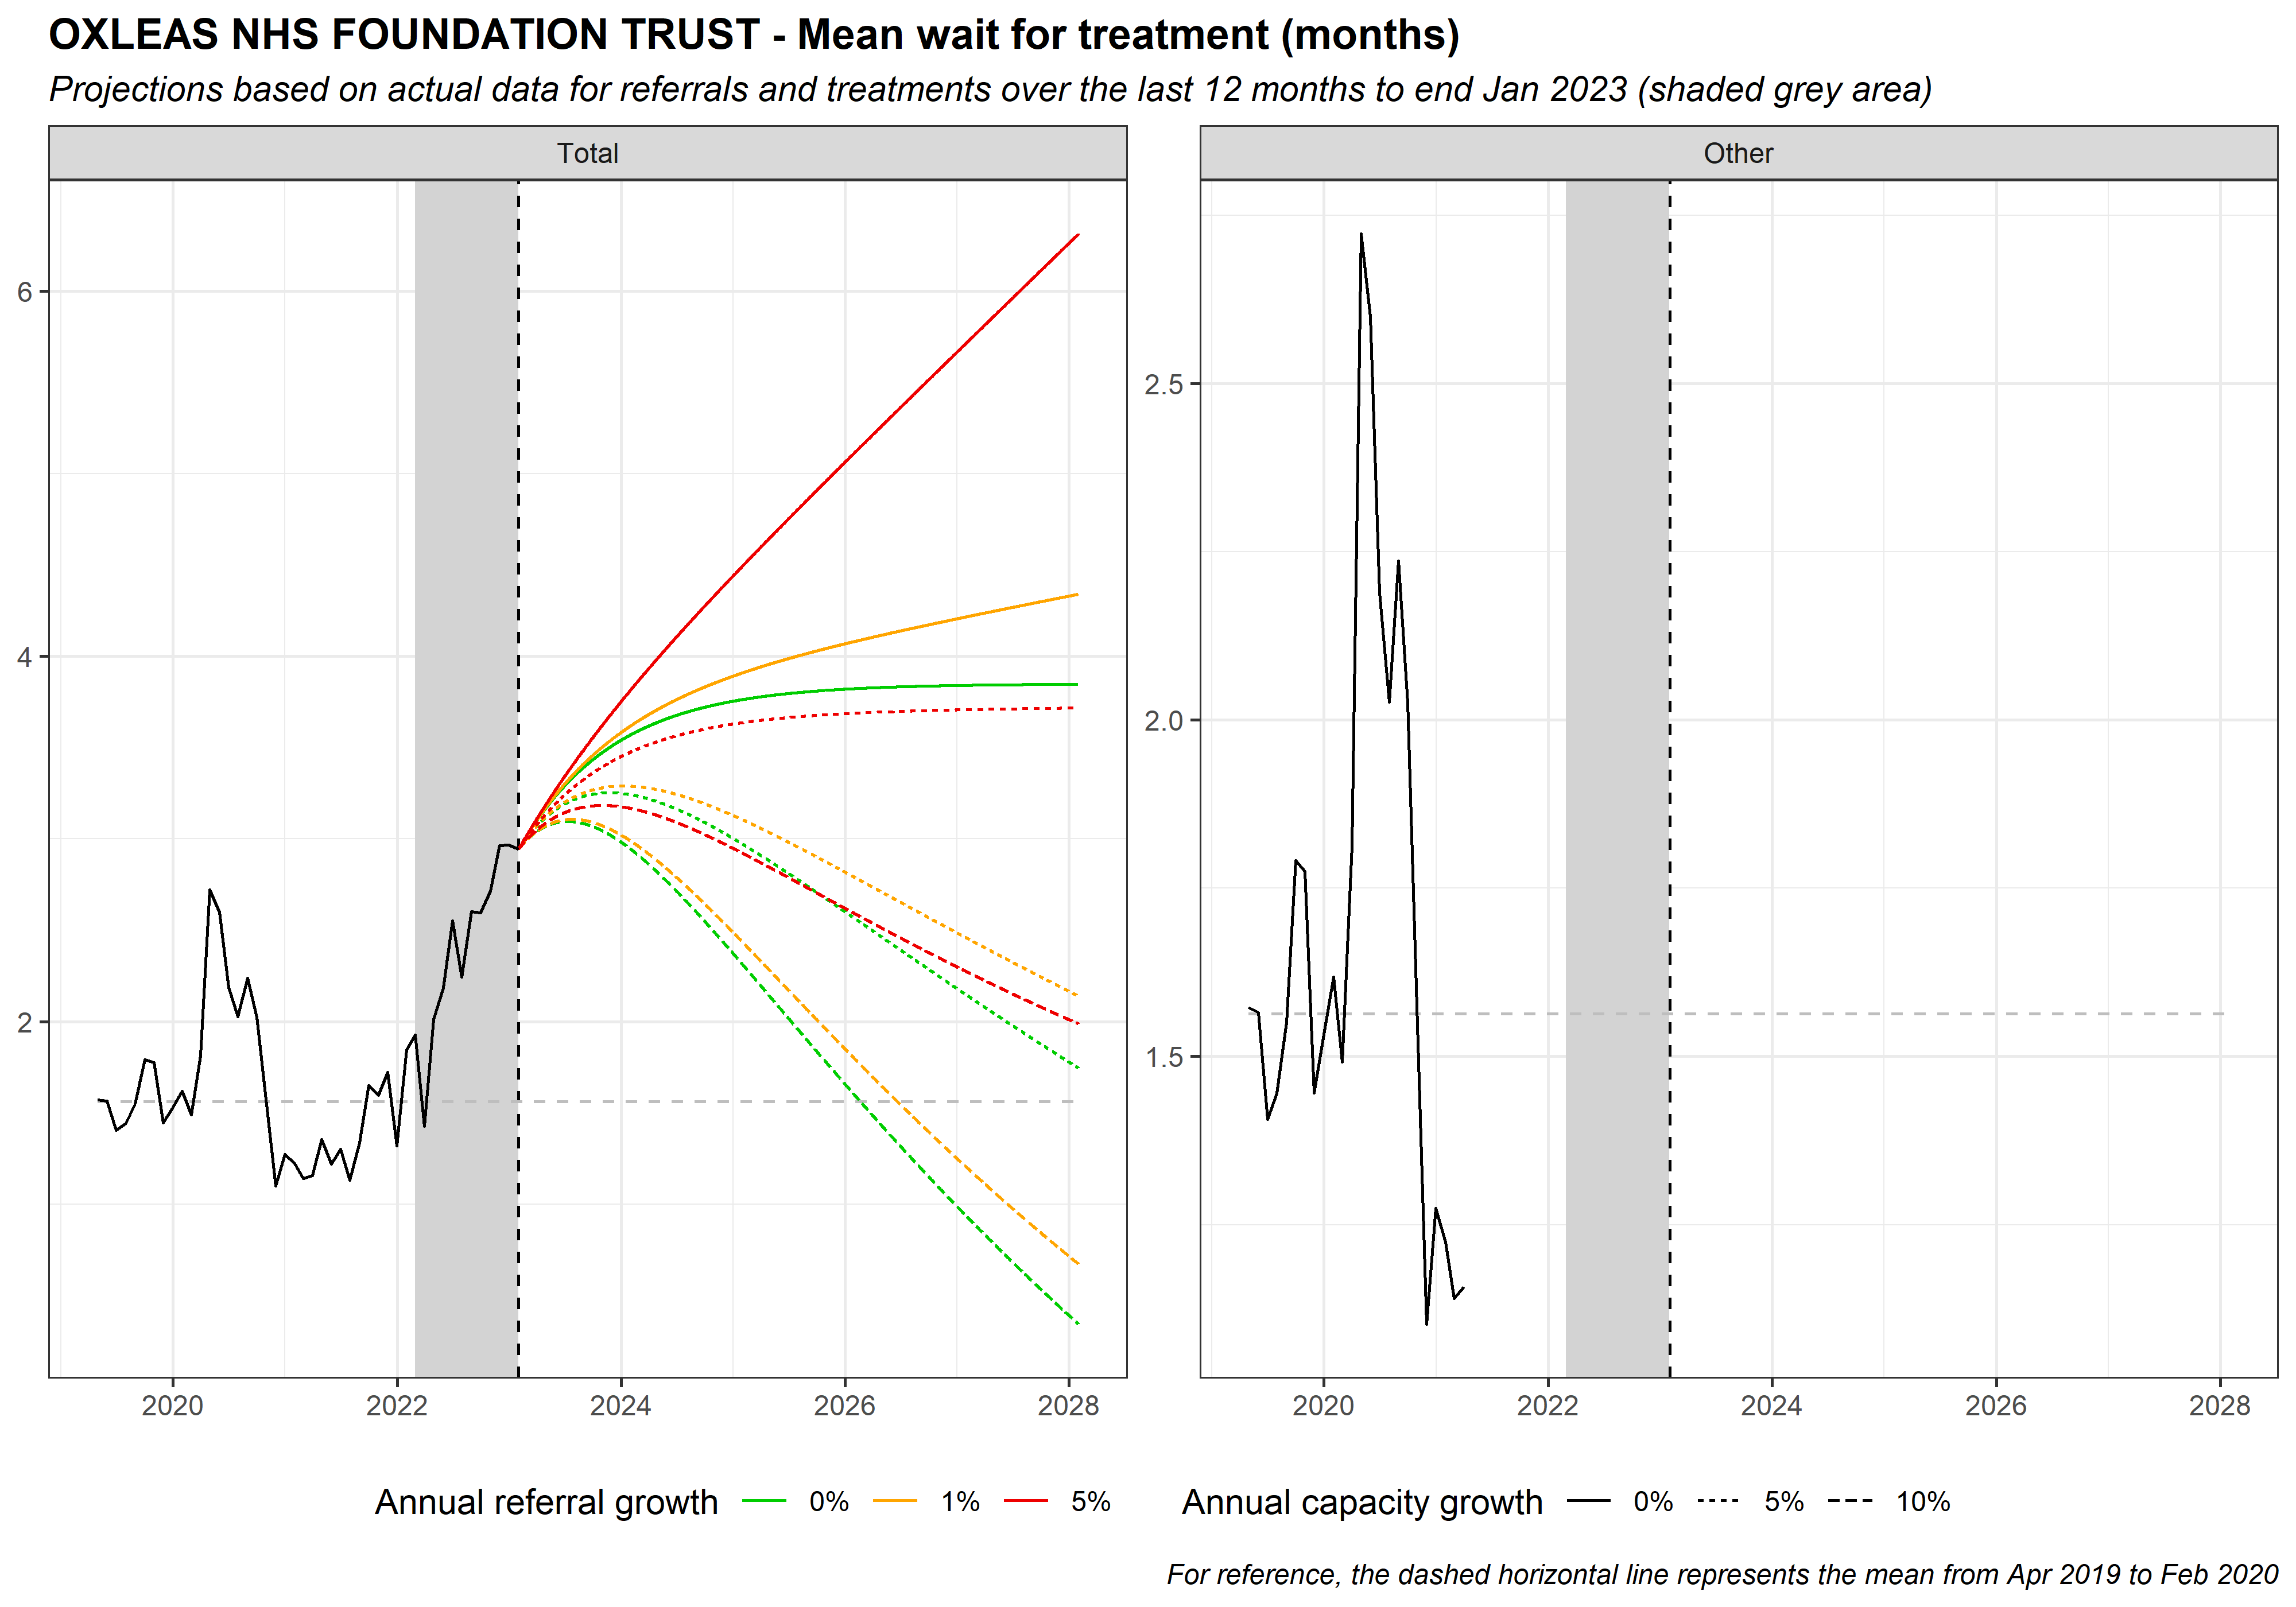 OXLEAS NHS FOUNDATION TRUST - Mean wait for treatment (months)
Projections based on actual data for referrals and treatments over the last 12 months to end Jan 2023 (shaded grey area)
Total
6
4
2
2020 2022 2024 2026 2028
Other
2.5
2.0
1.5
2020 2022 2024 2026 2028
Annual referral growth 0% 1% 5%
Annual capacity growth 0% 5% 10%
For reference, the dashed horizontal line represents the mean from Apr 2019 to Feb 2020